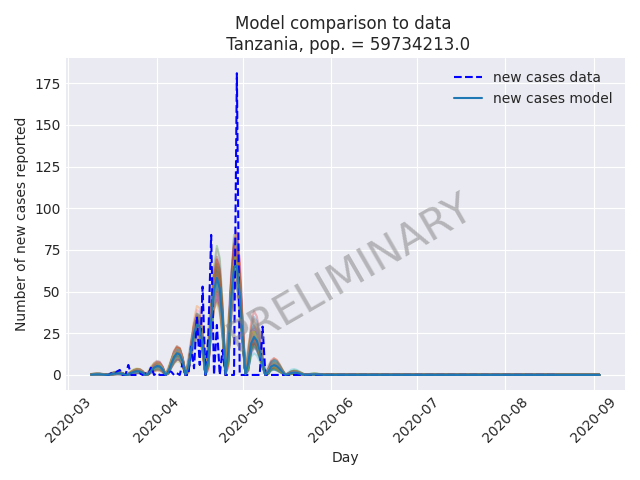 Model comparison to data
Tanzania, pop. = 59734213.0
new cases data
new cases model
Number of new cases reported
175
150
125
100
75
50
25
0
PRELIMINARY
2020-03
2020-04
2020-05
2020-06
2020-07
2020-08
2020-09
Day